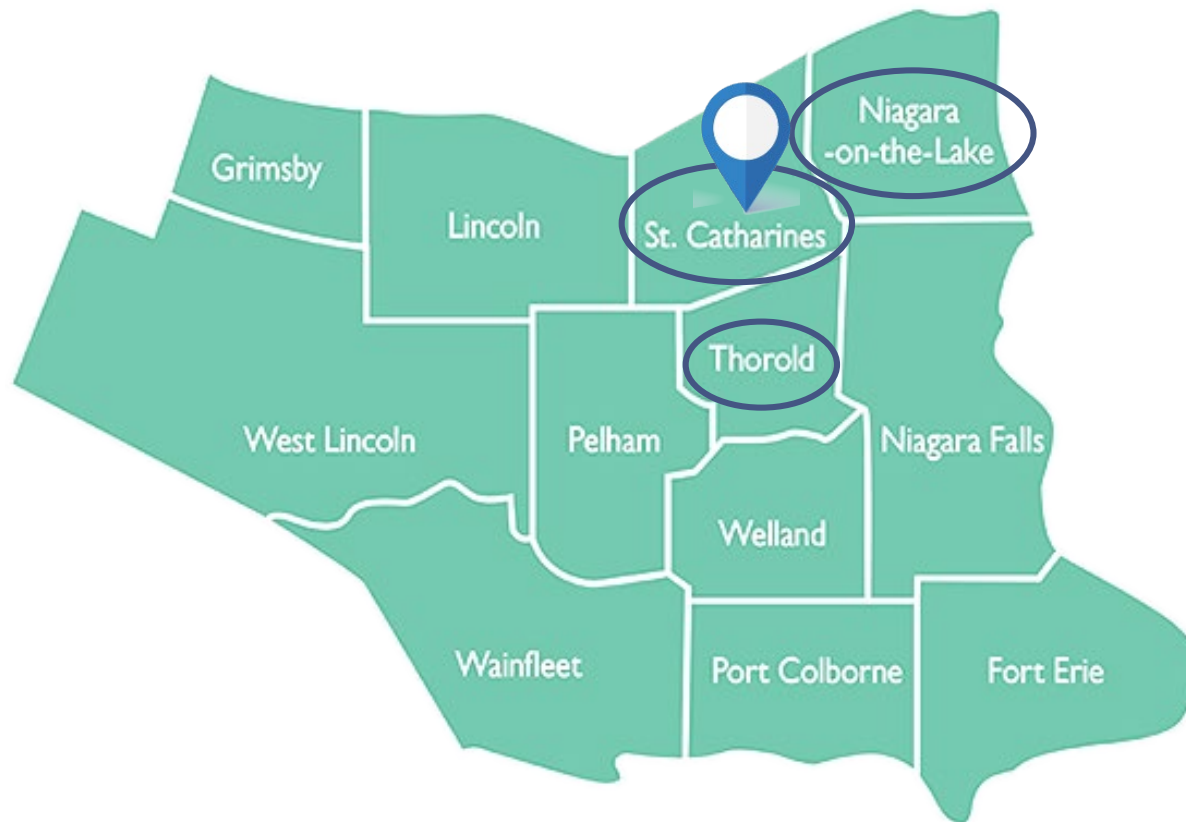 Niagara
-on-the-Lake
Grimsby
Lincoln
St. Catharines
Thorold
West Lincoln
Pelham
Niagara Falls
Welland
Wainfleet
Port Colborne
Fort Erie